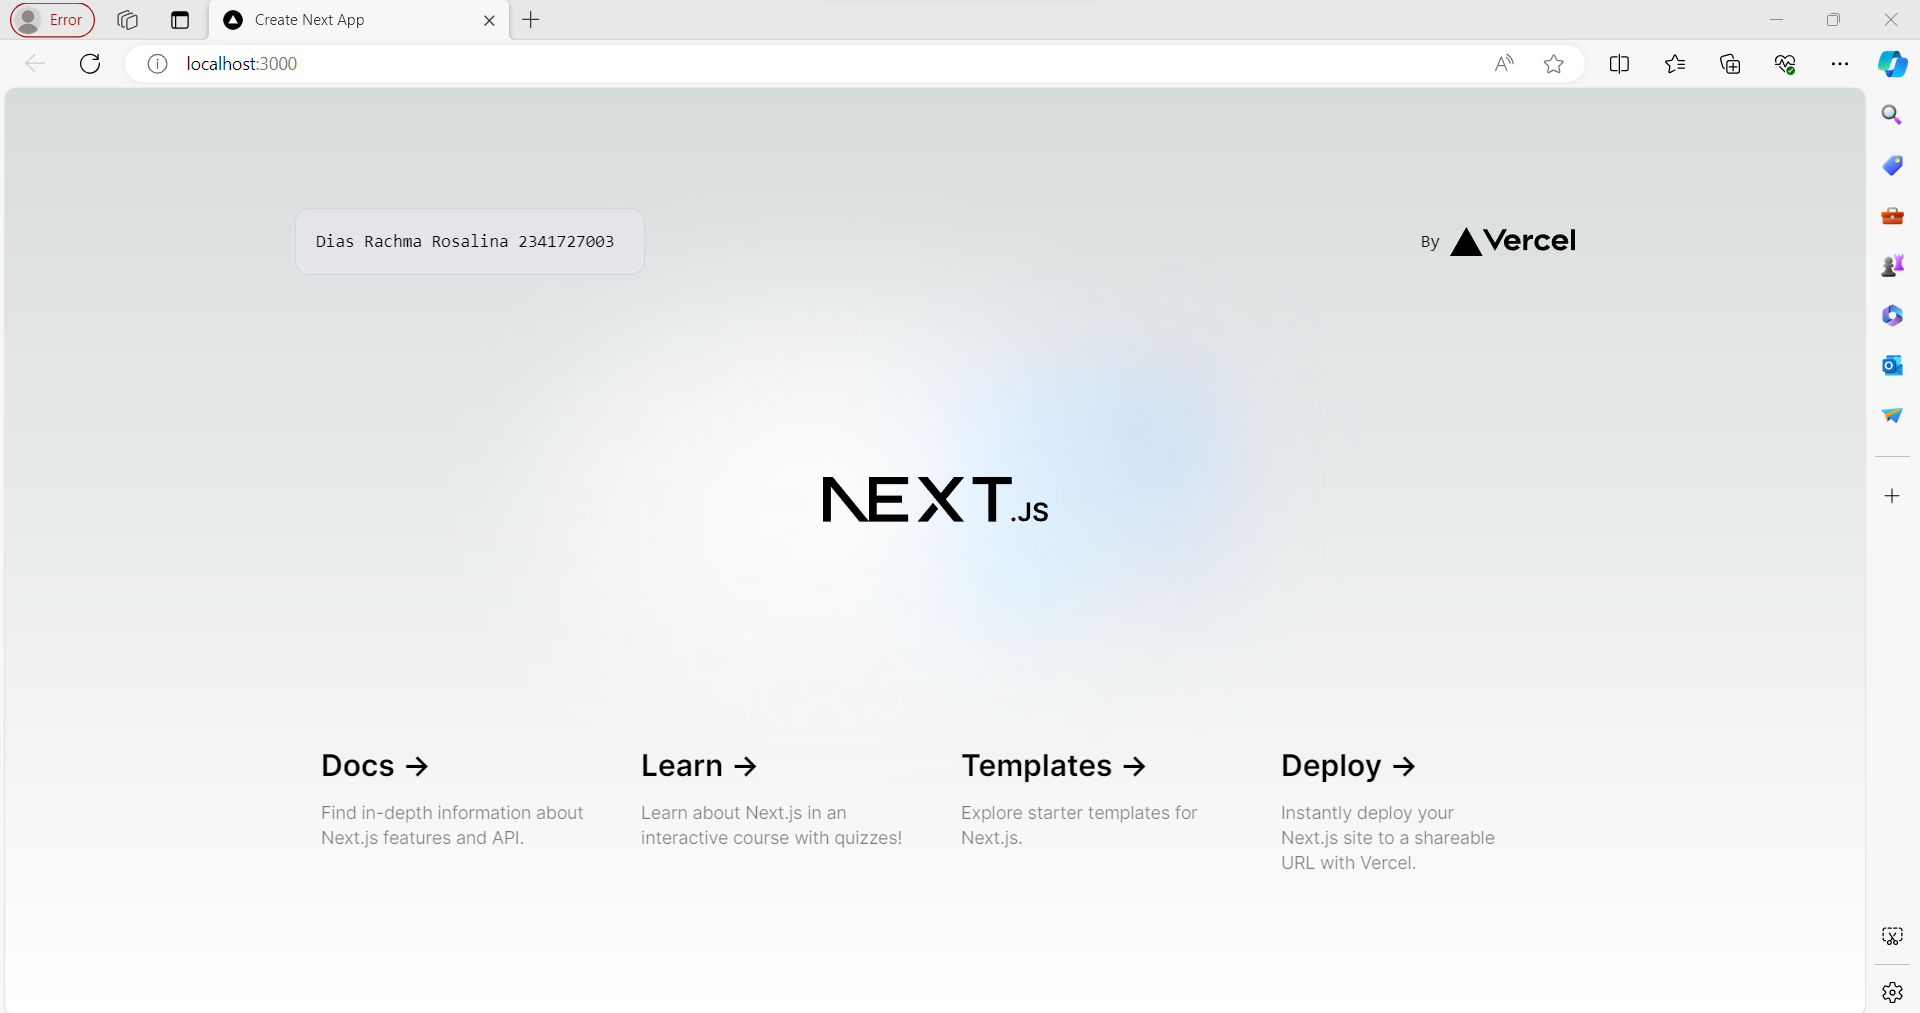 Error
Create Next App
localhost:3000
Dias Rachma Rosalina 2341727003
By Vercel
NEXT.JS
Docs →
Find in-depth information about
Next.js features and API.
Learn →
Learn about Next.js in an
interactive course with quizzes!
Templates →
Explore starter templates for
Next.js.
Deploy →
Instantly deploy your
Next.js site to a shareable
URL with Vercel.